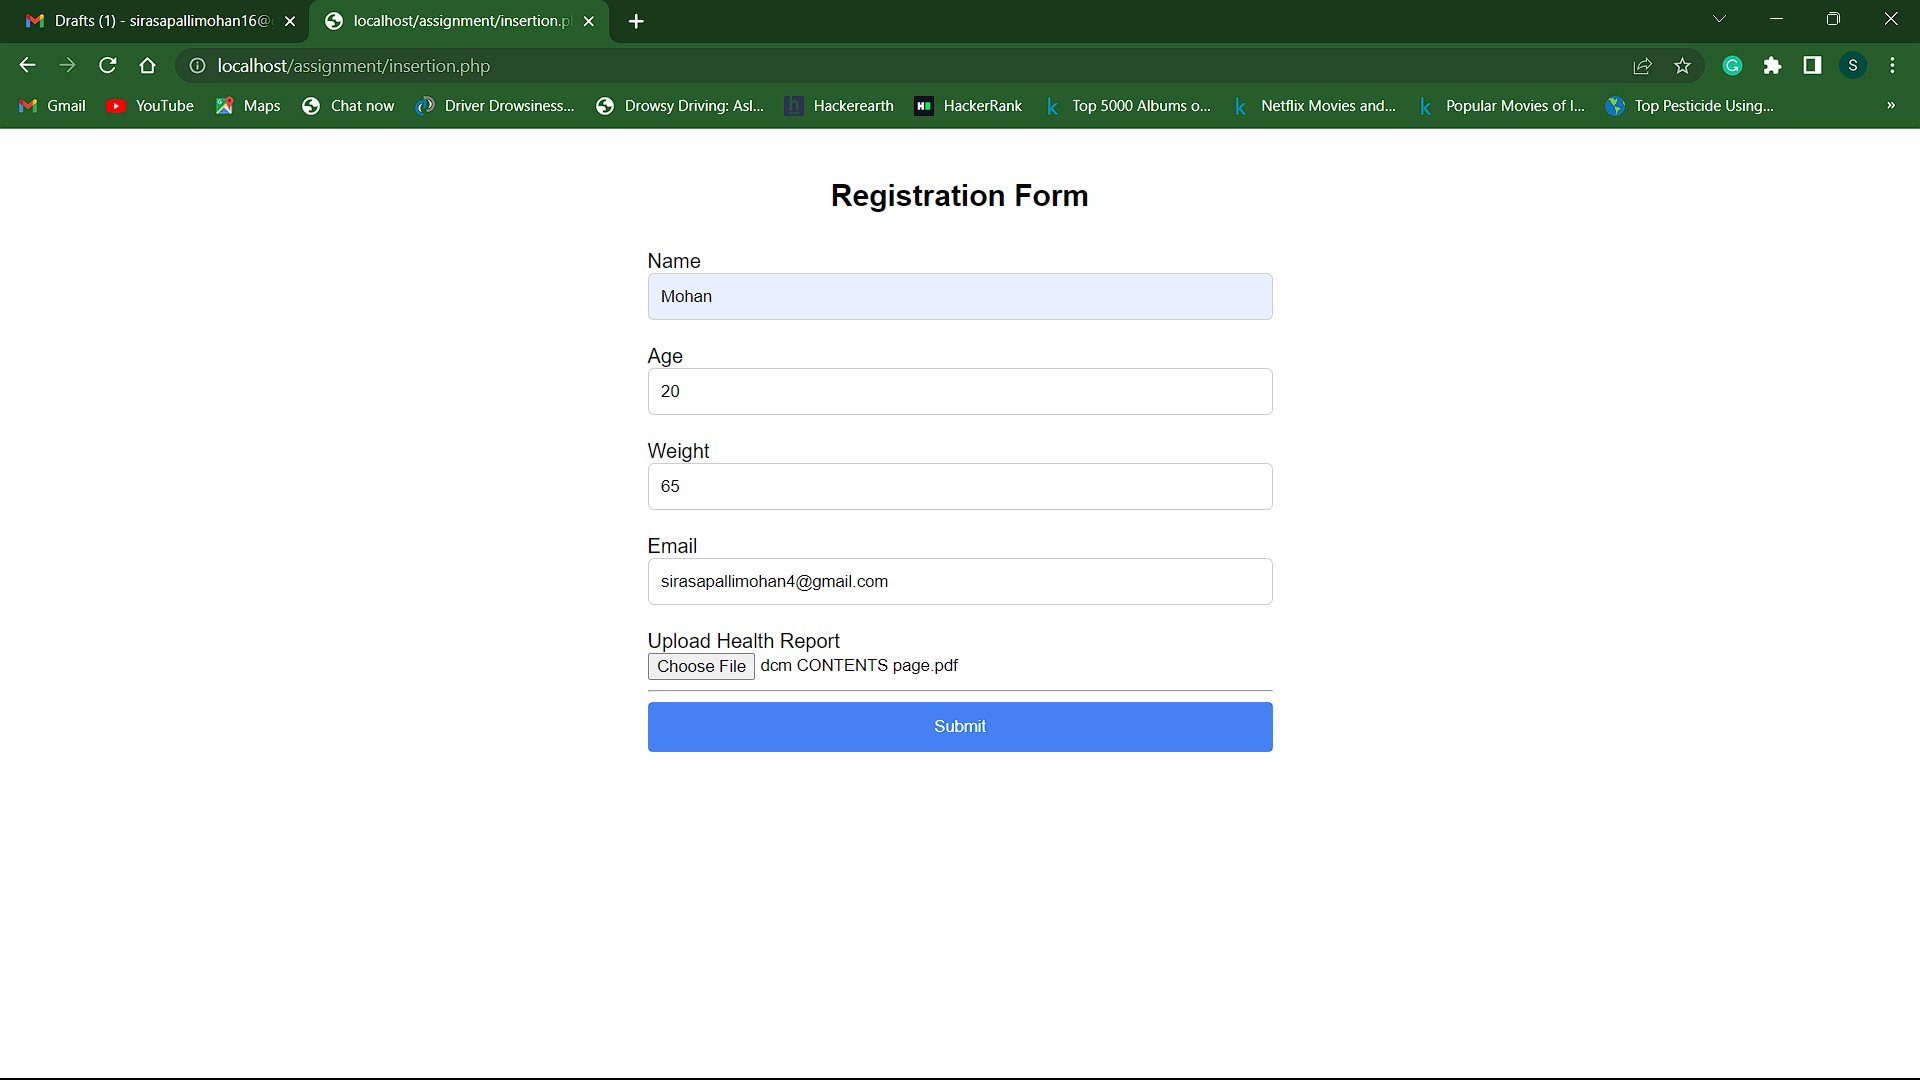 Drafts (1) - sirasapallimohan16@
localhost/assignment/insertion.p
localhost/assignment/insertion.php
S
Gmail
YouTube
Maps
Chat now
Driver Drowsiness...
Drowsy Driving: Asl...
h
Hackerearth
HackerRank
k
Top 5000 Albums o...
k
Netflix Movies and...
k
Popular Movies of I...
Top Pesticide Using...
»
Registration Form
Name
Mohan
Age
20
Weight
65
Email
sirasapallimohan4@gmail.com
Upload Health Report
Choose File dcm CONTENTS page.pdf
Submit